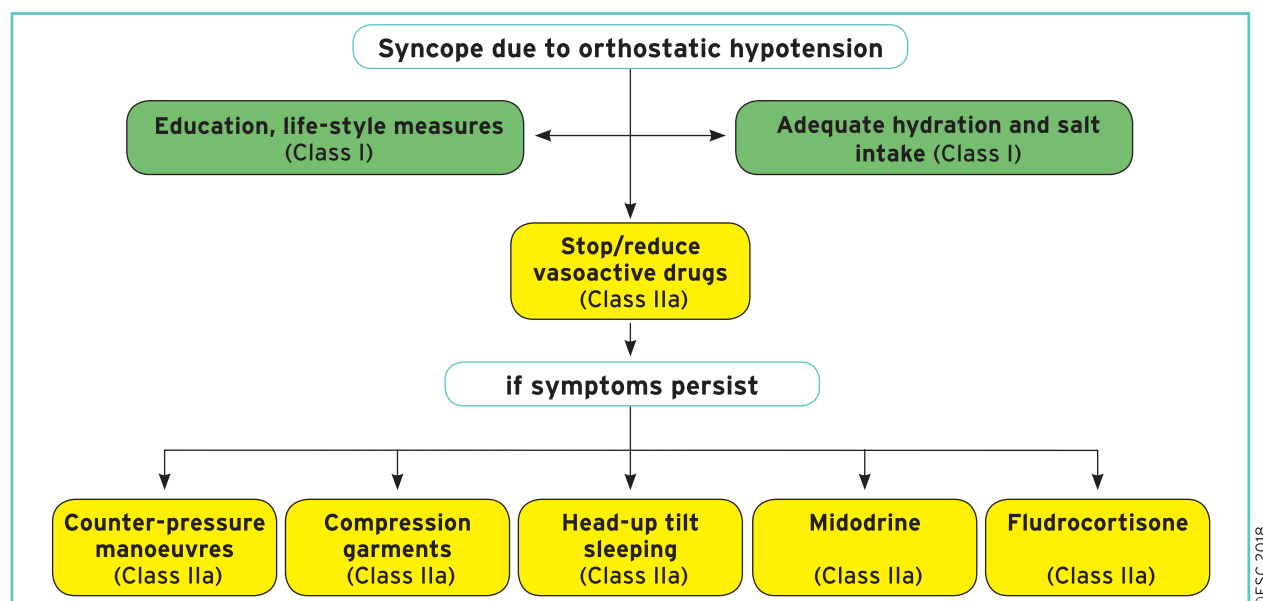 Syncope due to orthostatic hypotension
Education, life-style measures
(Class I)
Adequate hydration and salt
intake (Class I)
Stop/reduce
vasoactive drugs
(Class IIa)
if symptoms persist
Counter-pressure
manoeuvres
(Class IIa)
Compression
garments
(Class IIa)
Head-up tilt
sleeping
(Class IIa)
Midodrine
(Class IIa)
Fludrocortisone
(Class IIa)
ESC 2018